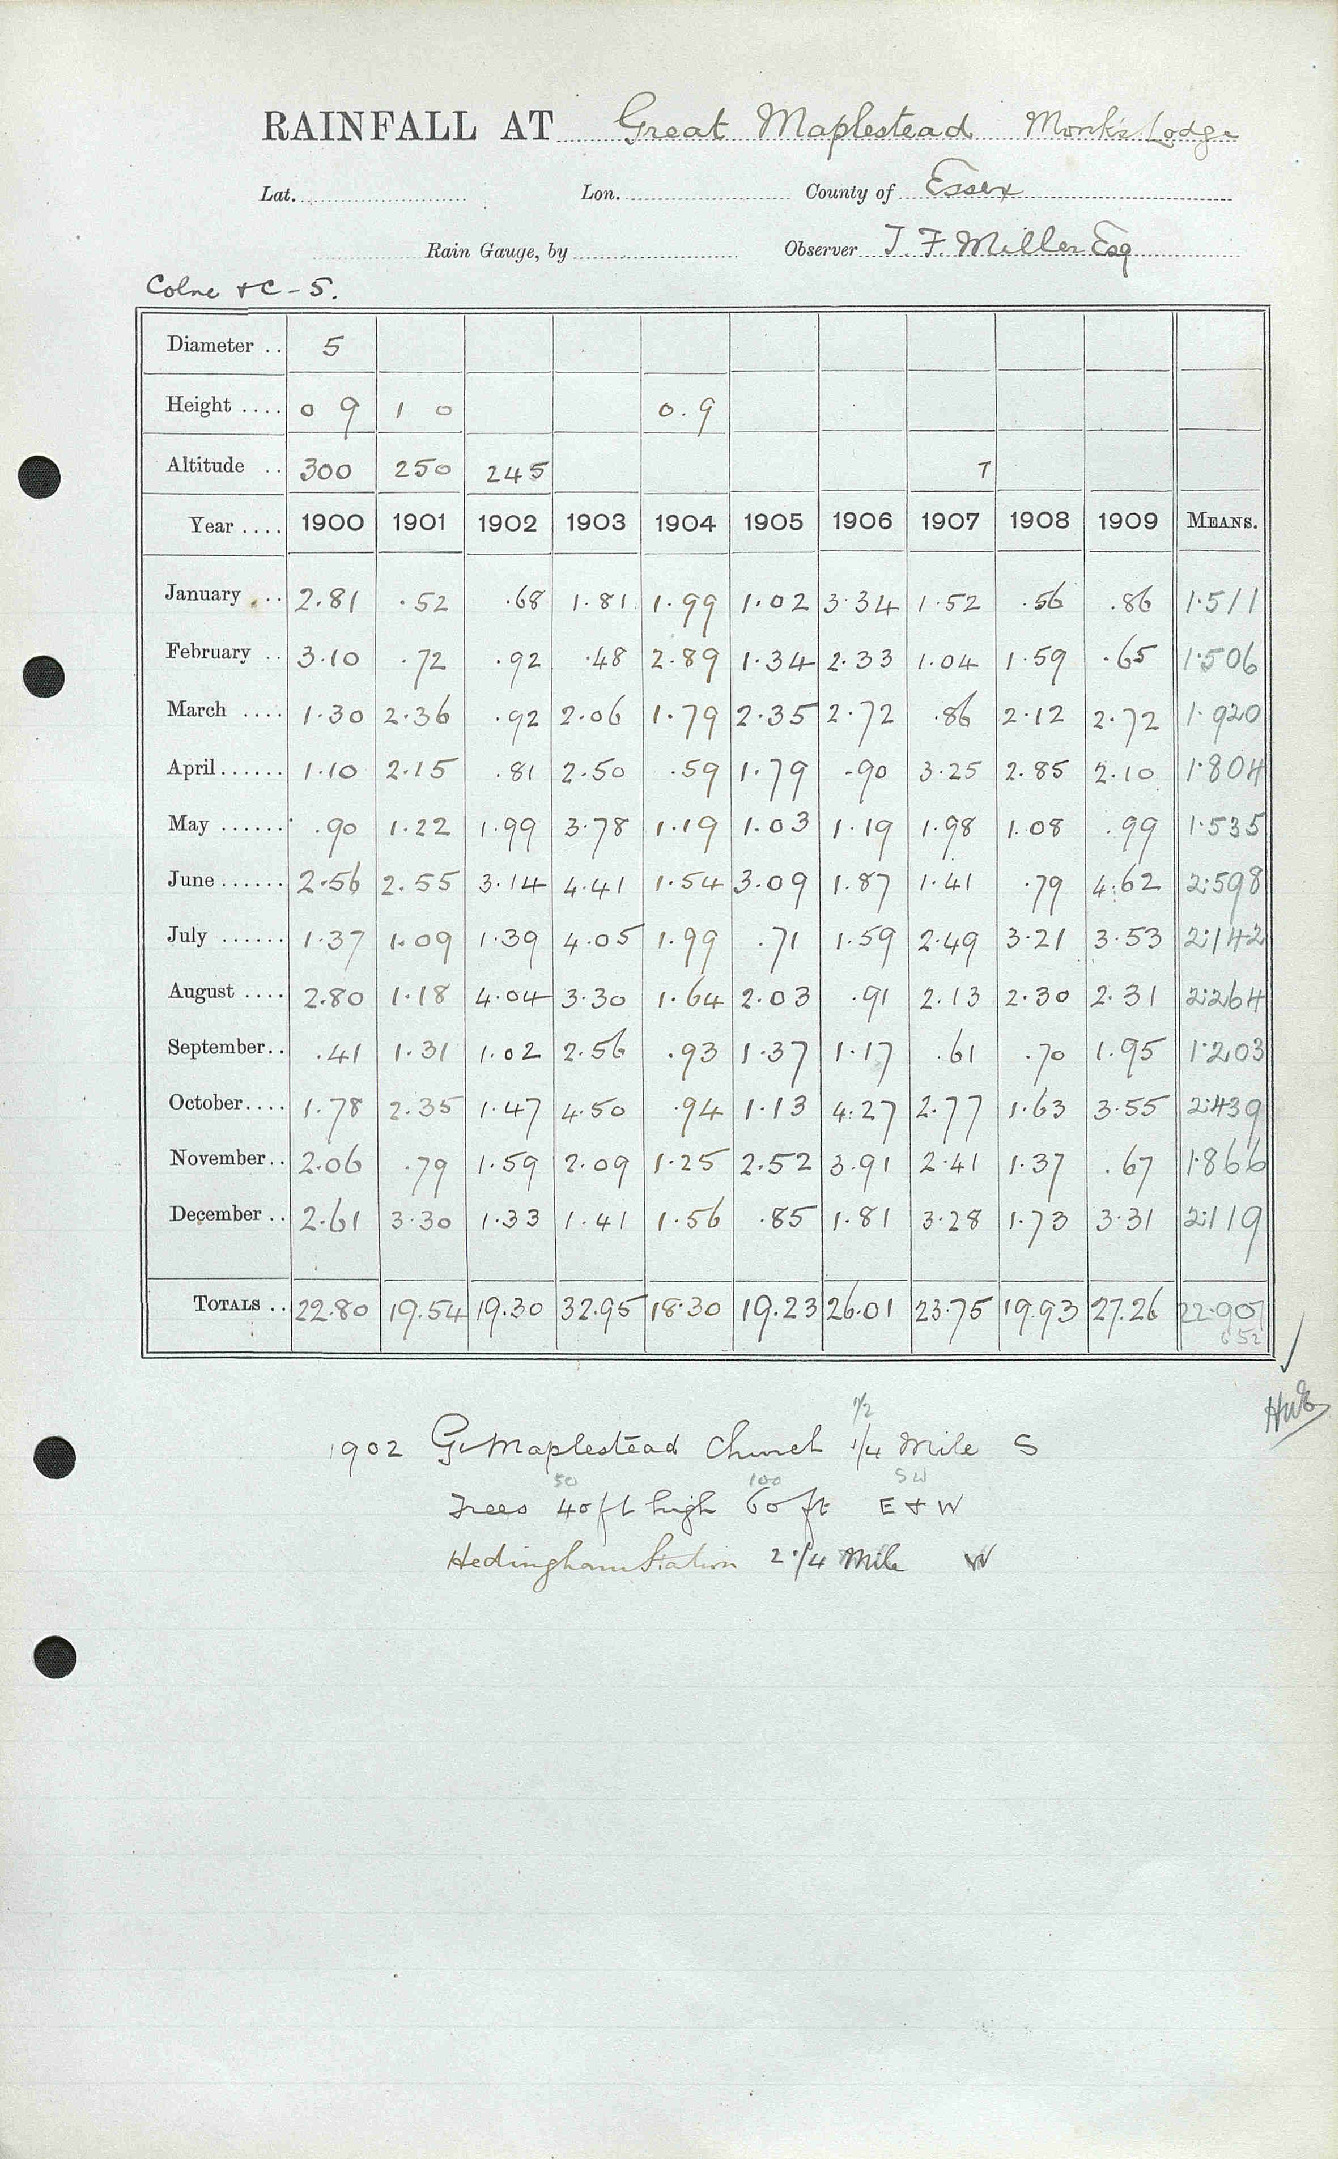 RAINFALL AT Great Maplestead Monk's Lodge
Lat. Lon. County of Essex
Rain Gauge, by Observer T. F. Miller Esq
Colne & C - 5.
Diameter .. 5
Height .... 0 9 1 0 0.9
Altitude .. 300 250 245 7
Year .... 1900 1901 1902 1903 1904 1905 1906 1907 1908 1909 MEANS.
January .. 2.81 .52 .68 1.81 1.99 1.02 3.34 1.52 .56 .86 1.511
February .. 3.10 .72 .92 .48 2.89 1.34 2.33 1.04 1.59 .65 1.506
March .... 1.30 2.36 .92 2.06 1.79 2.35 2.72 .86 2.12 2.72 1.920
April ...... 1.10 2.15 .81 2.50 .59 1.79 .90 3.25 2.85 2.10 1.804
May ...... .90 1.22 1.99 3.78 1.19 1.03 1.19 1.98 1.08 .99 1.535
June ...... 2.56 2.55 3.14 4.41 1.54 3.09 1.87 1.41 .79 4.62 2.598
July ...... 1.37 1.09 1.39 4.05 1.99 .71 1.59 2.49 3.21 3.53 2.142
August .... 2.80 1.18 4.04 3.30 1.64 2.03 .91 2.13 2.30 2.31 2.264
September.. .41 1.31 1.02 2.56 .93 1.37 1.17 .61 .70 1.95 1.203
October.... 1.78 2.35 1.47 4.50 .94 1.13 4.27 2.77 1.63 3.55 2.439
November.. 2.06 .79 1.59 2.09 1.25 2.52 3.91 2.41 1.37 .67 1.866
December .. 2.61 3.30 1.33 1.41 1.56 .85 1.81 3.28 1.73 3.31 2.119
TOTALS .. 22.80 19.54 19.30 32.95 18.30 19.23 26.01 23.75 19.93 27.26 22.907
652
1/2
1902 Gt Maplestead Church 1/4 Mile S
50 100 SW
Trees 40 ft high 60 ft E & W
Hedingham Station 2 1/4 Mile W